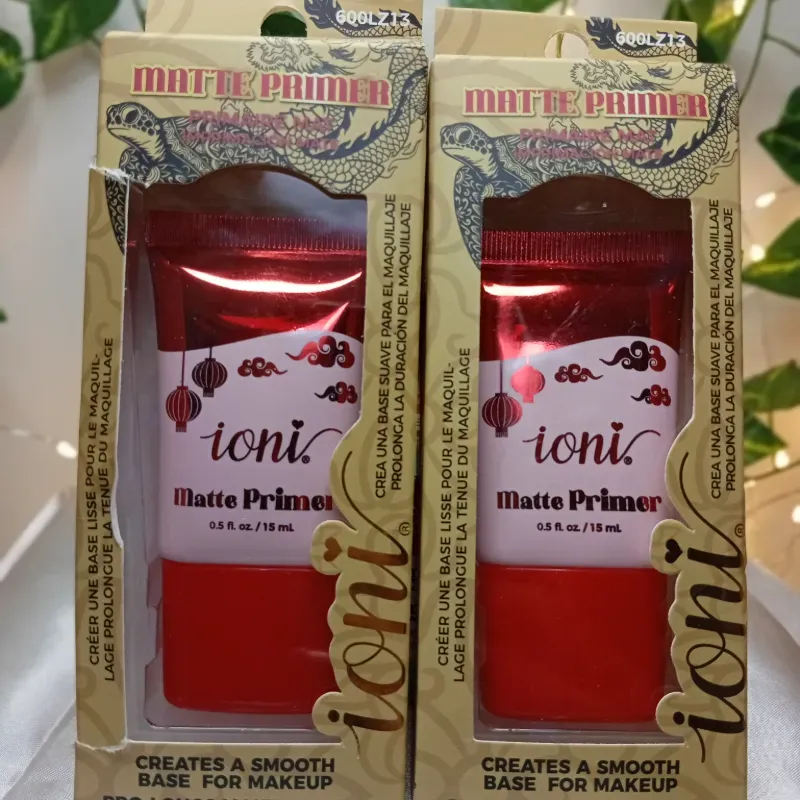 600LZ13
MATTE PRIMER
PRIMAIRE MAT
CRÉER UNE BASE LISSE POUR LE MAQUIL-
LAGE PROLONGUE LA TENUE DU MAQUILLAGE
ioni®
Matte Primer
0.5 fl. oz. / 15 mL
CREA UNA BASE SUAVE PARA EL MAQUILLAJE
PROLONGA LA DURACIÓN DEL MAQUILLAJE
ioni®
CREATES A SMOOTH
BASE FOR MAKEUP
600LZ13
MATTE PRIMER
PRIMAIRE MAT
CRÉER UNE BASE LISSE POUR LE MAQUIL-
LAGE PROLONGUE LA TENUE DU MAQUILLAGE
ioni®
Matte Primer
0.5 fl. oz. / 15 mL
CREA UNA BASE SUAVE PARA EL MAQUILLAJE
PROLONGA LA DURACIÓN DEL MAQUILLAJE
ioni®
CREATES A SMOOTH
BASE FOR MAKEUP